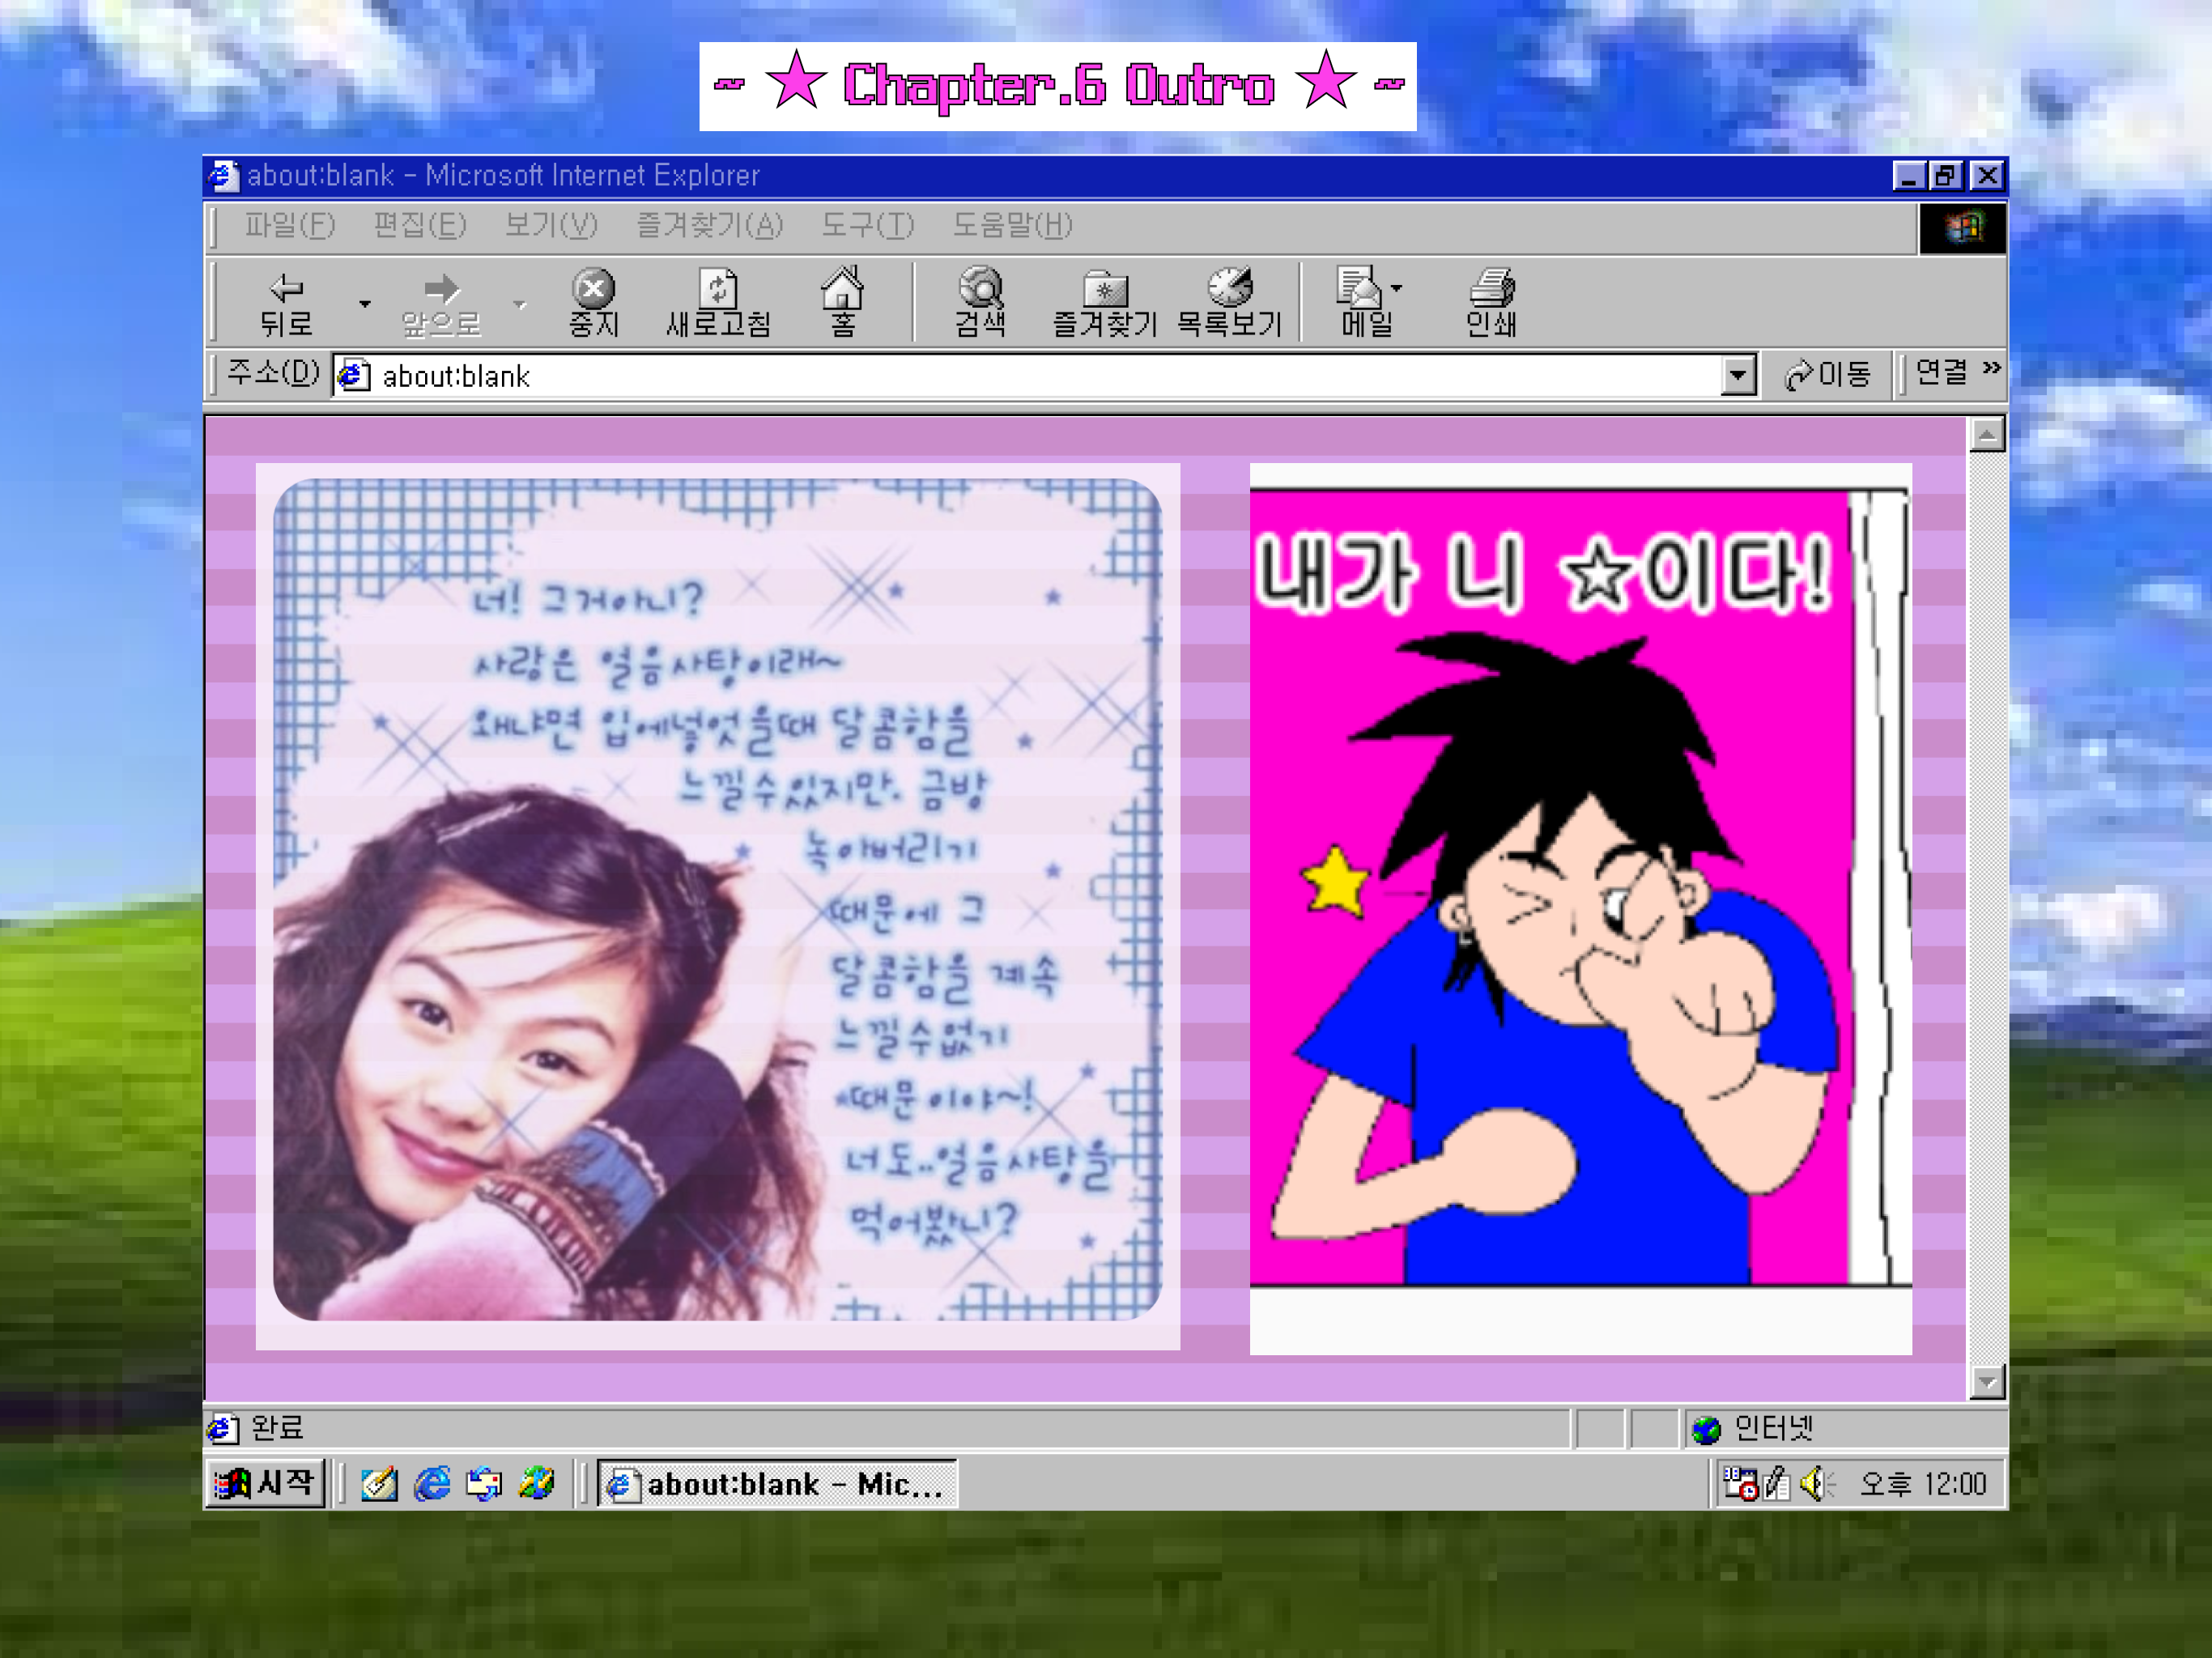 ~ ★ Chapter.6 Outro ★ ~
about:blank - Microsoft Internet Explorer
파일(F) 편집(E) 보기(V) 즐겨찾기(A) 도구(T) 도움말(H)
뒤로 앞으로 중지 새로고침 홈 검색 즐겨찾기 목록보기 메일 인쇄
주소(D) about:blank 이동 연결 »
너! 그거아니?
사랑은 얼음사탕이래~
왜냐면 입에넣었을때 달콤함을
느낄수있지만. 금방
녹아버리기
때문에 그
달콤함을 계속
느낄수없기
때문이야~!
너도..얼음사탕을
먹어봤니?
내가 니 ☆이다!
완료 인터넷
시작 about:blank - Mic... 오후 12:00